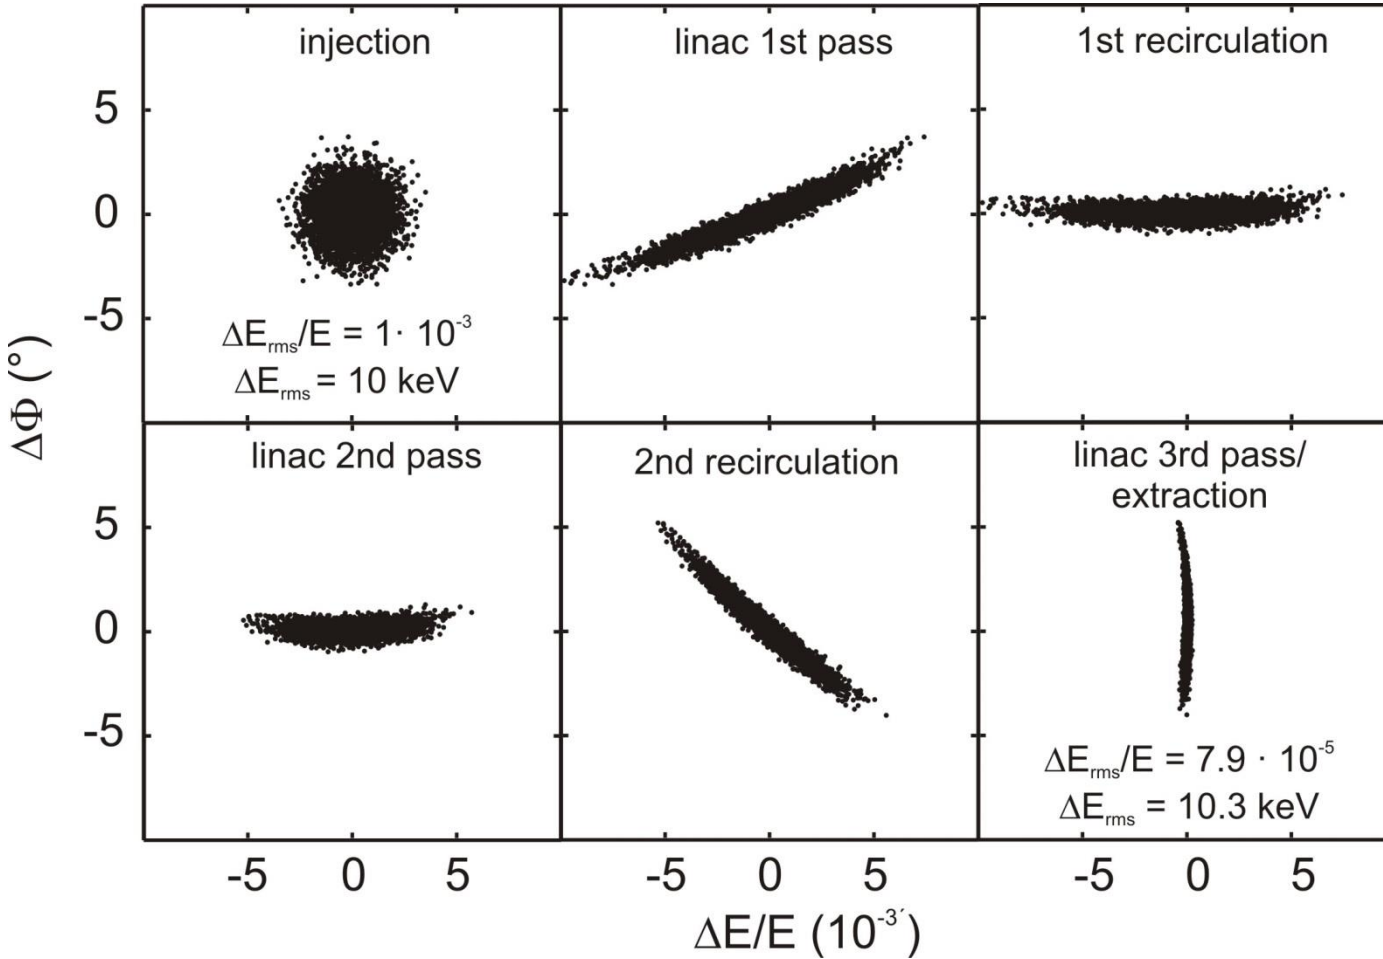 injection
linac 1st pass
1st recirculation
5
0
-5
ΔE_rms/E = 1· 10⁻³
ΔE_rms = 10 keV
ΔΦ (°)
linac 2nd pass
2nd recirculation
linac 3rd pass/
extraction
5
0
-5
ΔE_rms/E = 7.9 · 10⁻⁵
ΔE_rms = 10.3 keV
-5 0 5 -5 0 5 -5 0 5
ΔE/E (10⁻³´)